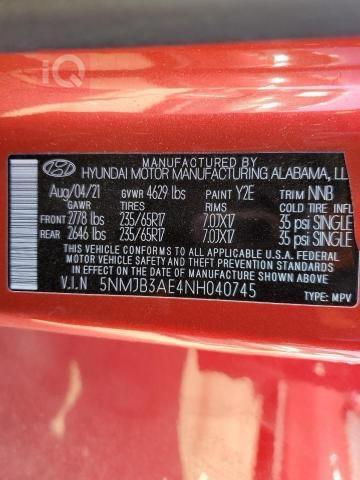 iQ
MANUFACTURED BY
HYUNDAI MOTOR MANUFACTURING ALABAMA, LL
Aug/04/21 GVWR 4629 lbs PAINT Y2E TRIM NNB
GAWR TIRES RIMS COLD TIRE INFL
FRONT 2778 lbs 235/65R17 7.0JX17 35 psi SINGLE
REAR 2646 lbs 235/65R17 7.0JX17 35 psi SINGLE
THIS VEHICLE CONFORMS TO ALL APPLICABLE U.S.A FEDERAL
MOTOR VEHICLE SAFETY AND THEFT PREVENTION STANDARDS
IN EFFECT ON THE DATE OF MANUFACTURE SHOWN ABOVE.
V.I.N 5NMJB3AE4NH040745 TYPE: MPV